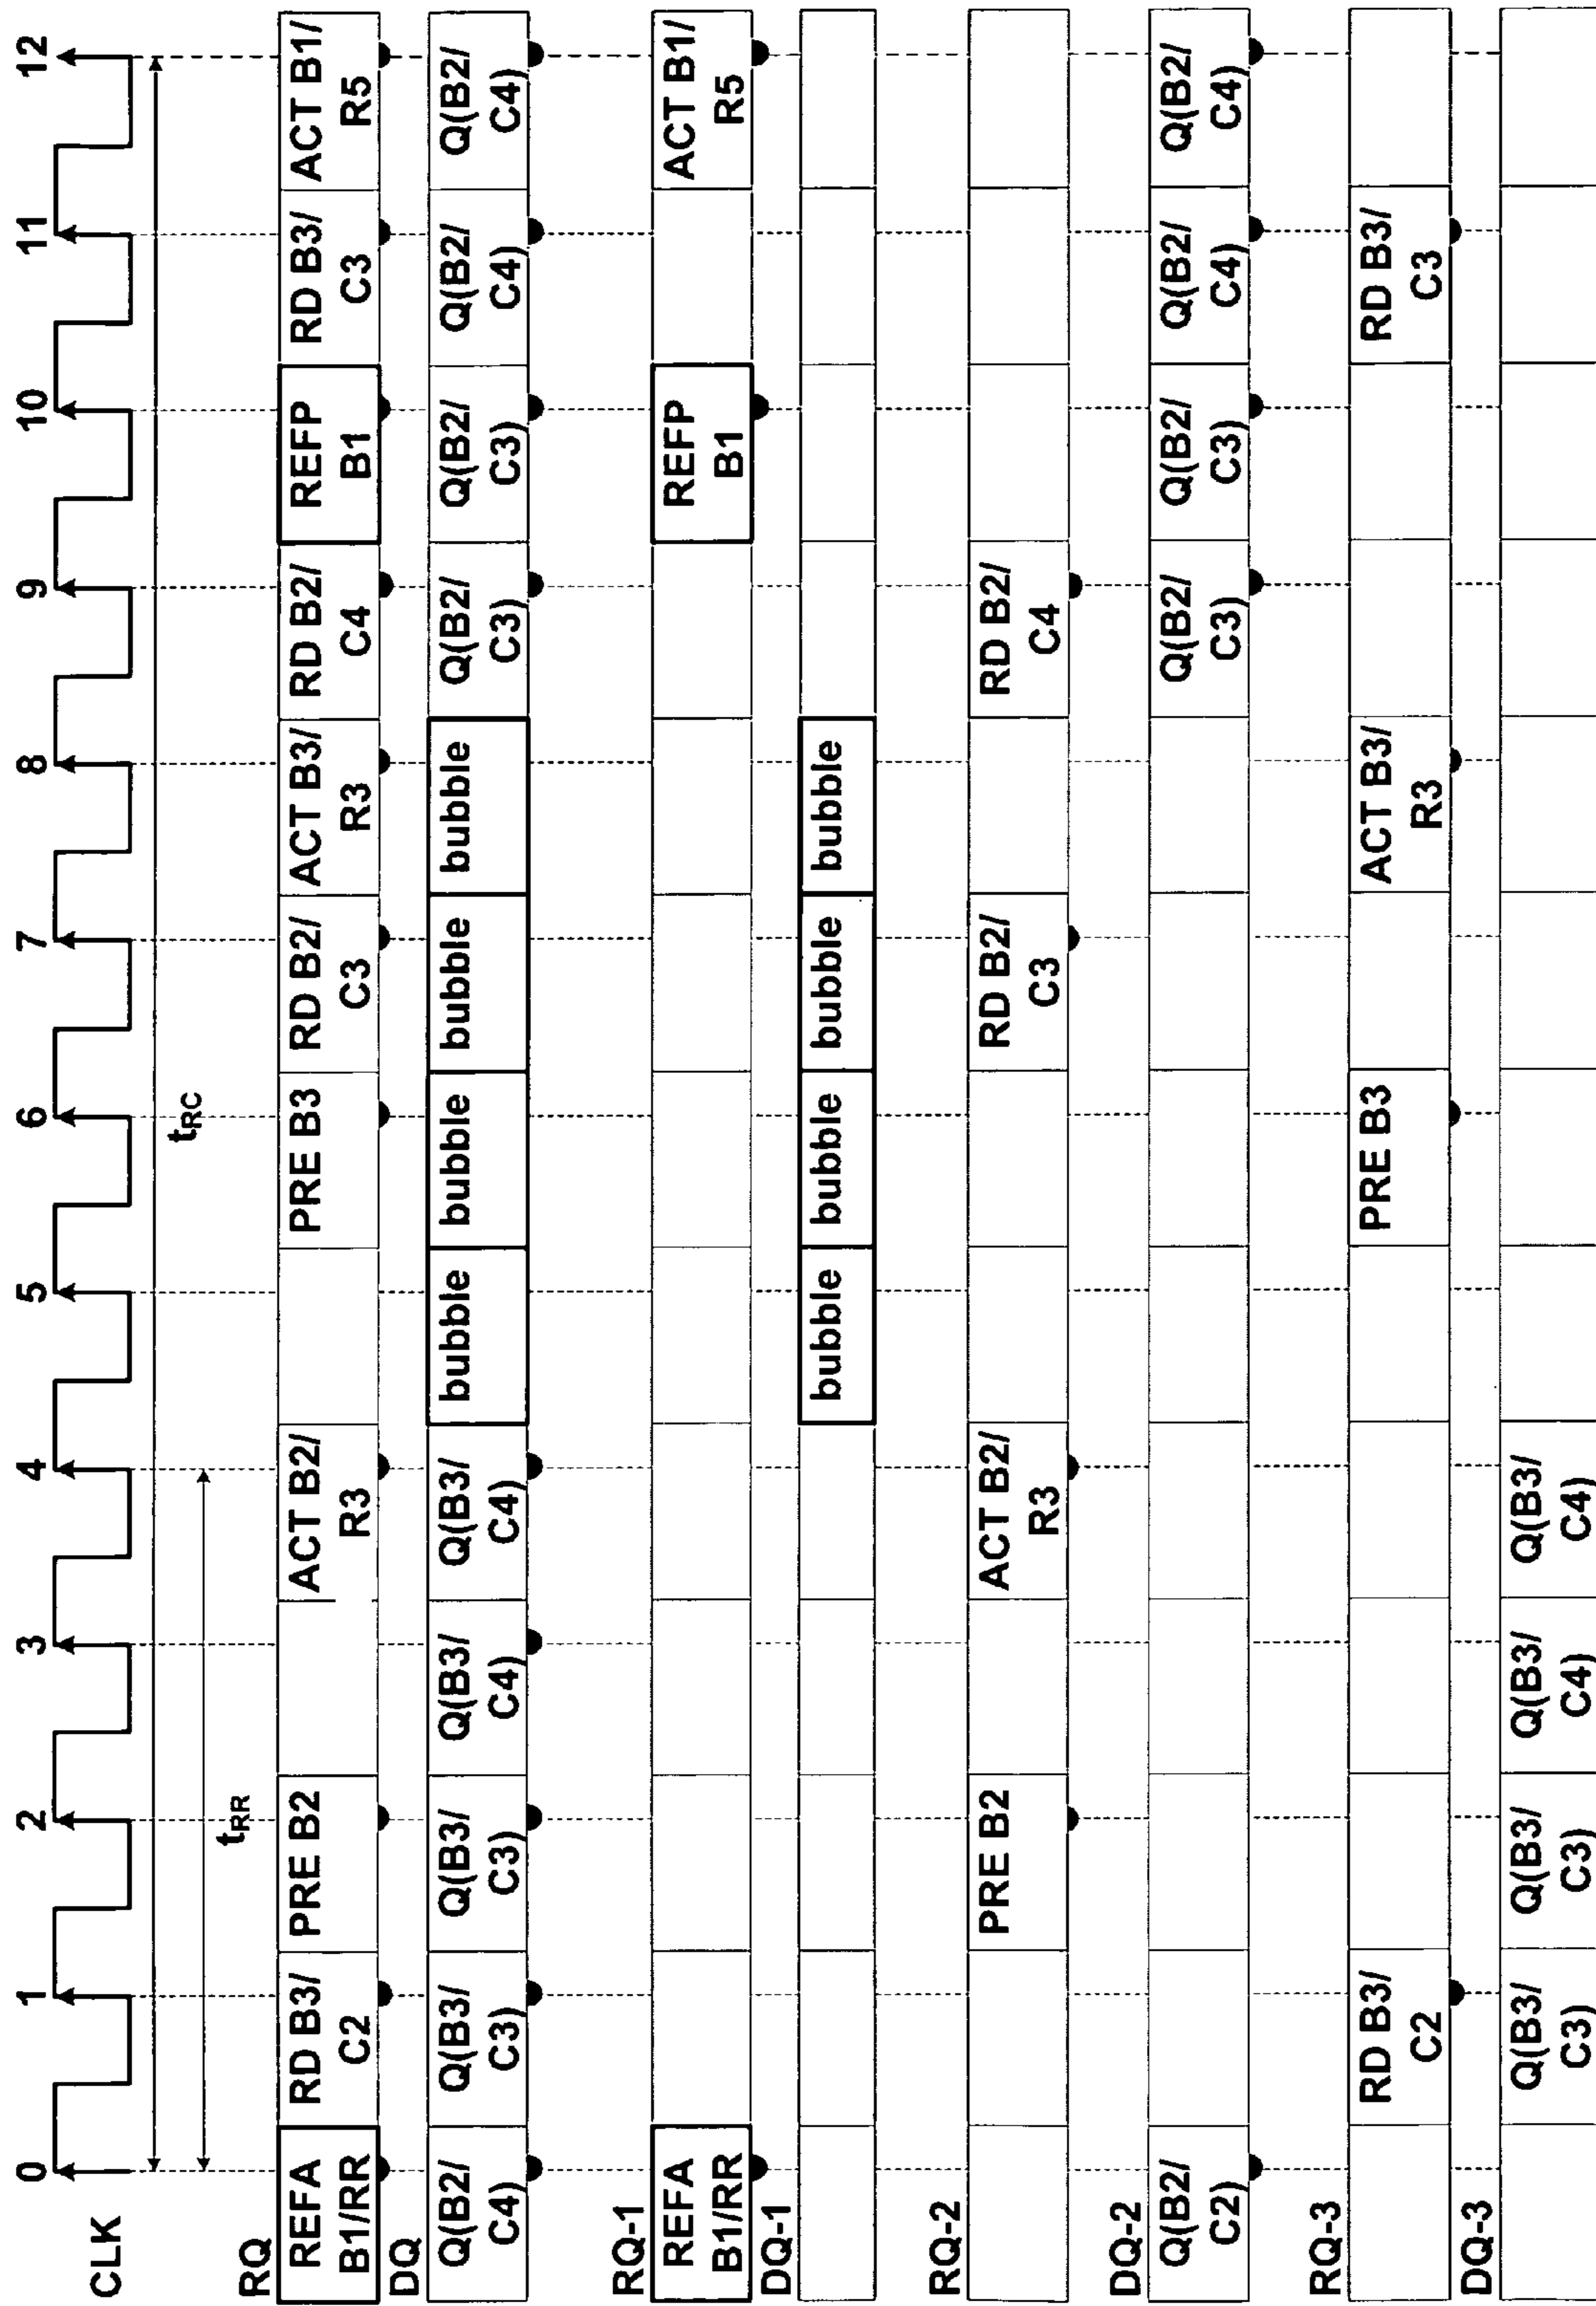 0 1 2 3 4 5 6 7 8 9 10 11 12
CLK
tRC
tRR
RQ
REFA RD B3/ PRE B2 ACT B2/ PRE B3 RD B2/ ACT B3/ RD B2/ REFP RD B3/ ACT B1/
B1/RR C2 R3 C3 R3 C4 B1 C3 R5
DQ
Q(B2/ Q(B3/ Q(B3/ Q(B3/ Q(B3/ bubble bubble bubble bubble Q(B2/ Q(B2/ Q(B2/ Q(B2/
C4) C3) C3) C4) C4) C3) C3) C4) C4)
RQ-1
REFA REFP ACT B1/
B1/RR B1 R5
DQ-1
bubble bubble bubble bubble
RQ-2
PRE B2 ACT B2/ RD B2/ RD B2/
R3 C3 C4
DQ-2
Q(B2/ Q(B2/ Q(B2/ Q(B2/ Q(B2/
C2) C3) C3) C4) C4)
RQ-3
RD B3/ PRE B3 ACT B3/ RD B3/
C2 R3 C3
DQ-3
Q(B3/ Q(B3/ Q(B3/ Q(B3/
C3) C3) C4) C4)